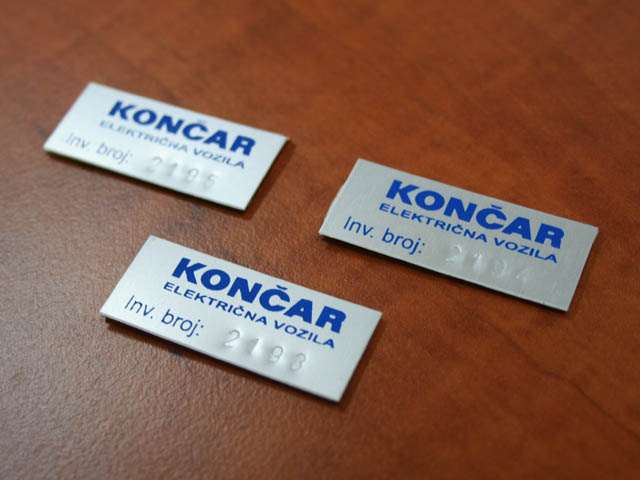 KONČAR
ELEKTRIČNA VOZILA
Inv. broj: 2195
KONČAR
ELEKTRIČNA VOZILA
Inv. broj: 2194
KONČAR
ELEKTRIČNA VOZILA
Inv. broj: 2193